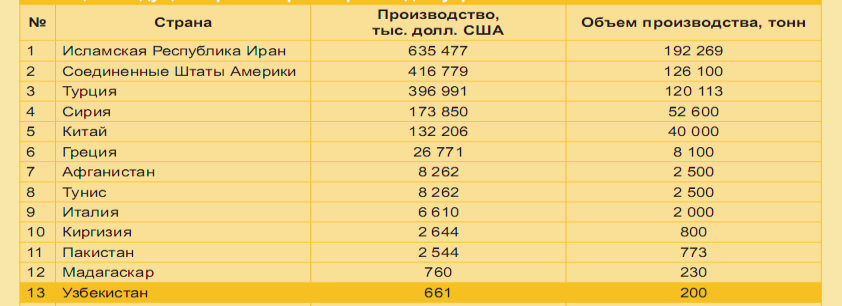 № Страна Производство, тыс. долл. США Объем производства, тонн
1 Исламская Республика Иран 635 477 192 269
2 Соединенные Штаты Америки 416 779 126 100
3 Турция 396 991 120 113
4 Сирия 173 850 52 600
5 Китай 132 206 40 000
6 Греция 26 771 8 100
7 Афганистан 8 262 2 500
8 Тунис 8 262 2 500
9 Италия 6 610 2 000
10 Киргизия 2 644 800
11 Пакистан 2 544 773
12 Мадагаскар 760 230
13 Узбекистан 661 200